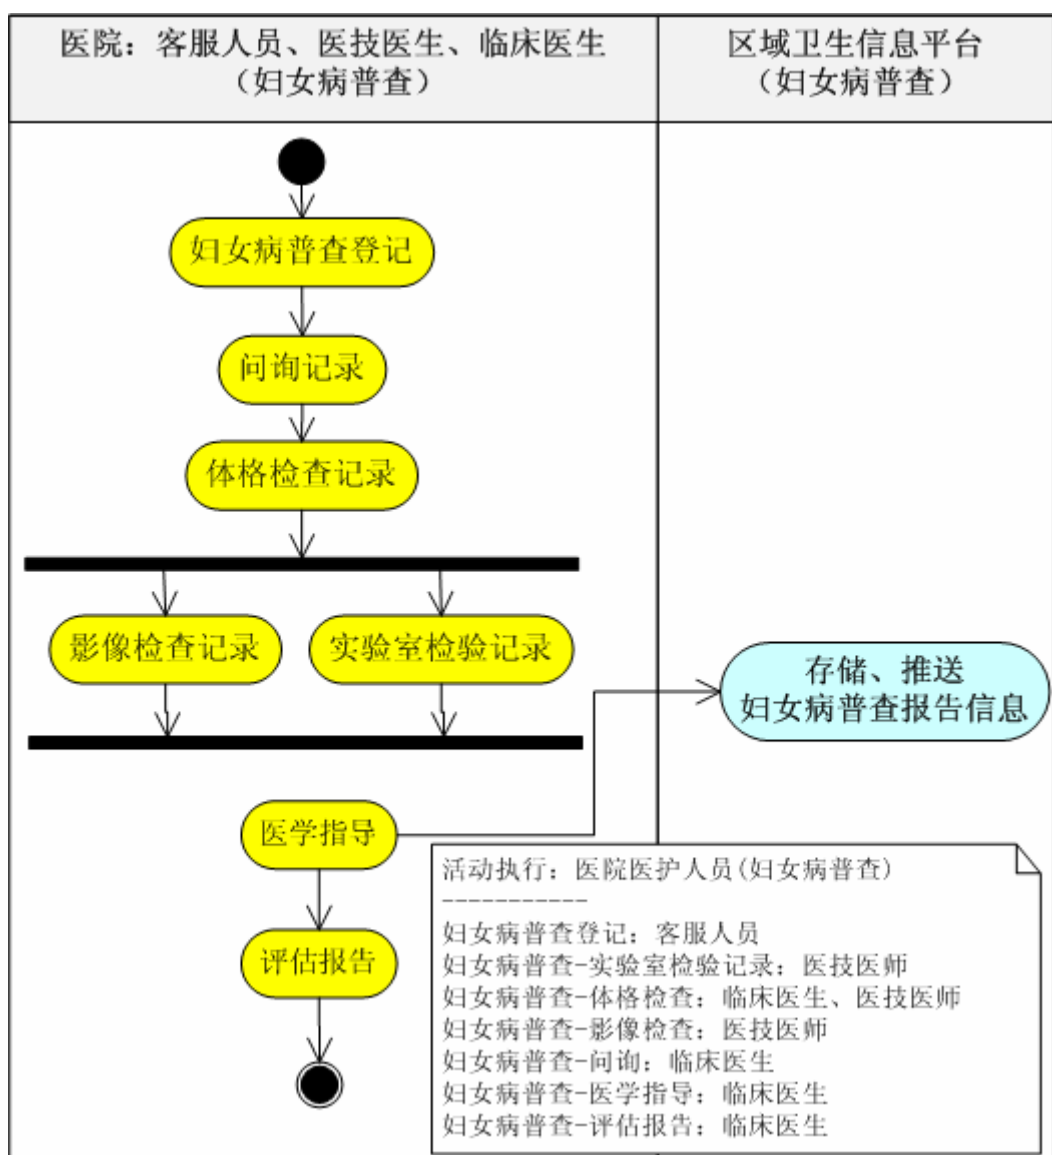 医院：客服人员、医技医生、临床医生
（妇女病普查）
区域卫生信息平台
（妇女病普查）
妇女病普查登记
问询记录
体格检查记录
影像检查记录
实验室检验记录
存储、推送
妇女病普查报告信息
医学指导
评估报告
活动执行：医院医护人员(妇女病普查)
-----------
妇女病普查登记：客服人员
妇女病普查-实验室检验记录：医技医师
妇女病普查-体格检查：临床医生、医技医师
妇女病普查-影像检查：医技医师
妇女病普查-问询：临床医生
妇女病普查-医学指导：临床医生
妇女病普查-评估报告：临床医生